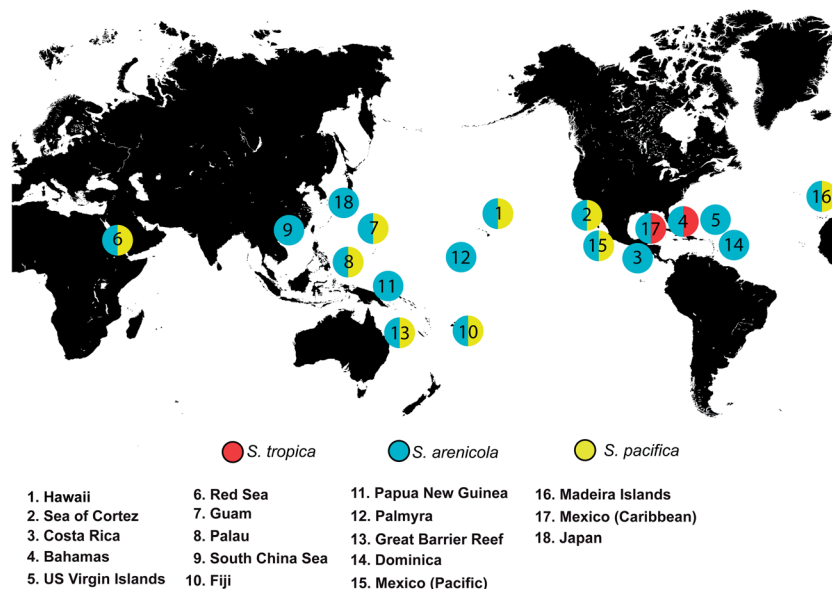 18
1
16
6
9
7
2
17
4
5
15
14
8
12
3
11
13
10
S. tropica
S. arenicola
S. pacifica
1. Hawaii
2. Sea of Cortez
3. Costa Rica
4. Bahamas
5. US Virgin Islands
6. Red Sea
7. Guam
8. Palau
9. South China Sea
10. Fiji
11. Papua New Guinea
12. Palmyra
13. Great Barrier Reef
14. Dominica
15. Mexico (Pacific)
16. Madeira Islands
17. Mexico (Caribbean)
18. Japan